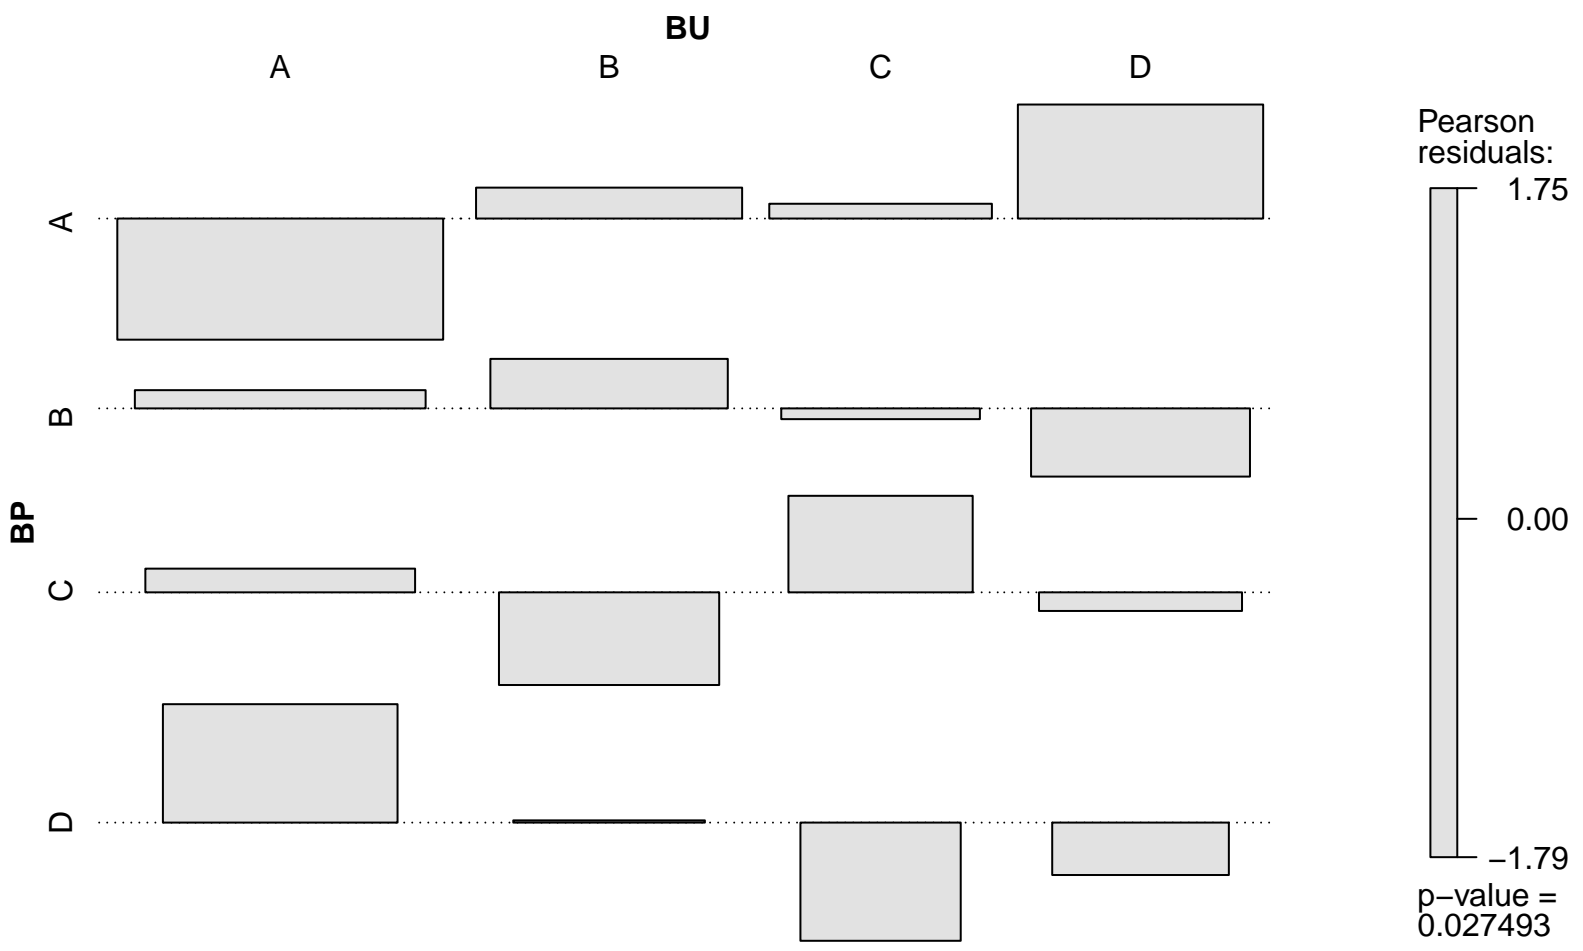 BU
A B C D
BP
A
B
C
D
Pearson
residuals:
1.75
0.00
−1.79
p−value =
0.027493